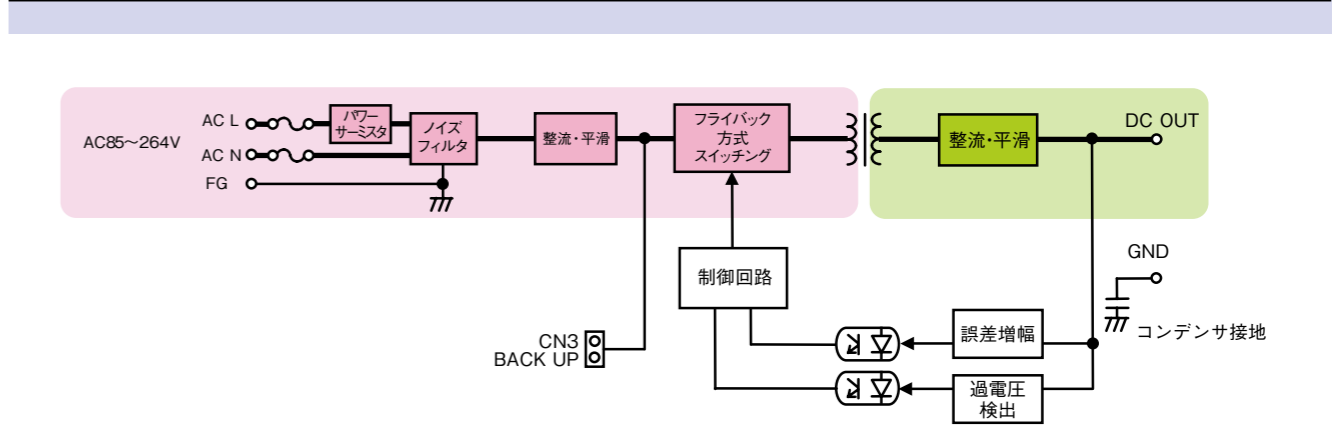 AC85～264V
AC L
AC N
FG
パワー
サーミスタ
ノイズ
フィルタ
整流・平滑
フライバック
方式
スイッチング
整流・平滑
DC OUT
GND
コンデンサ接地
制御回路
CN3
BACK UP
誤差増幅
過電圧
検出